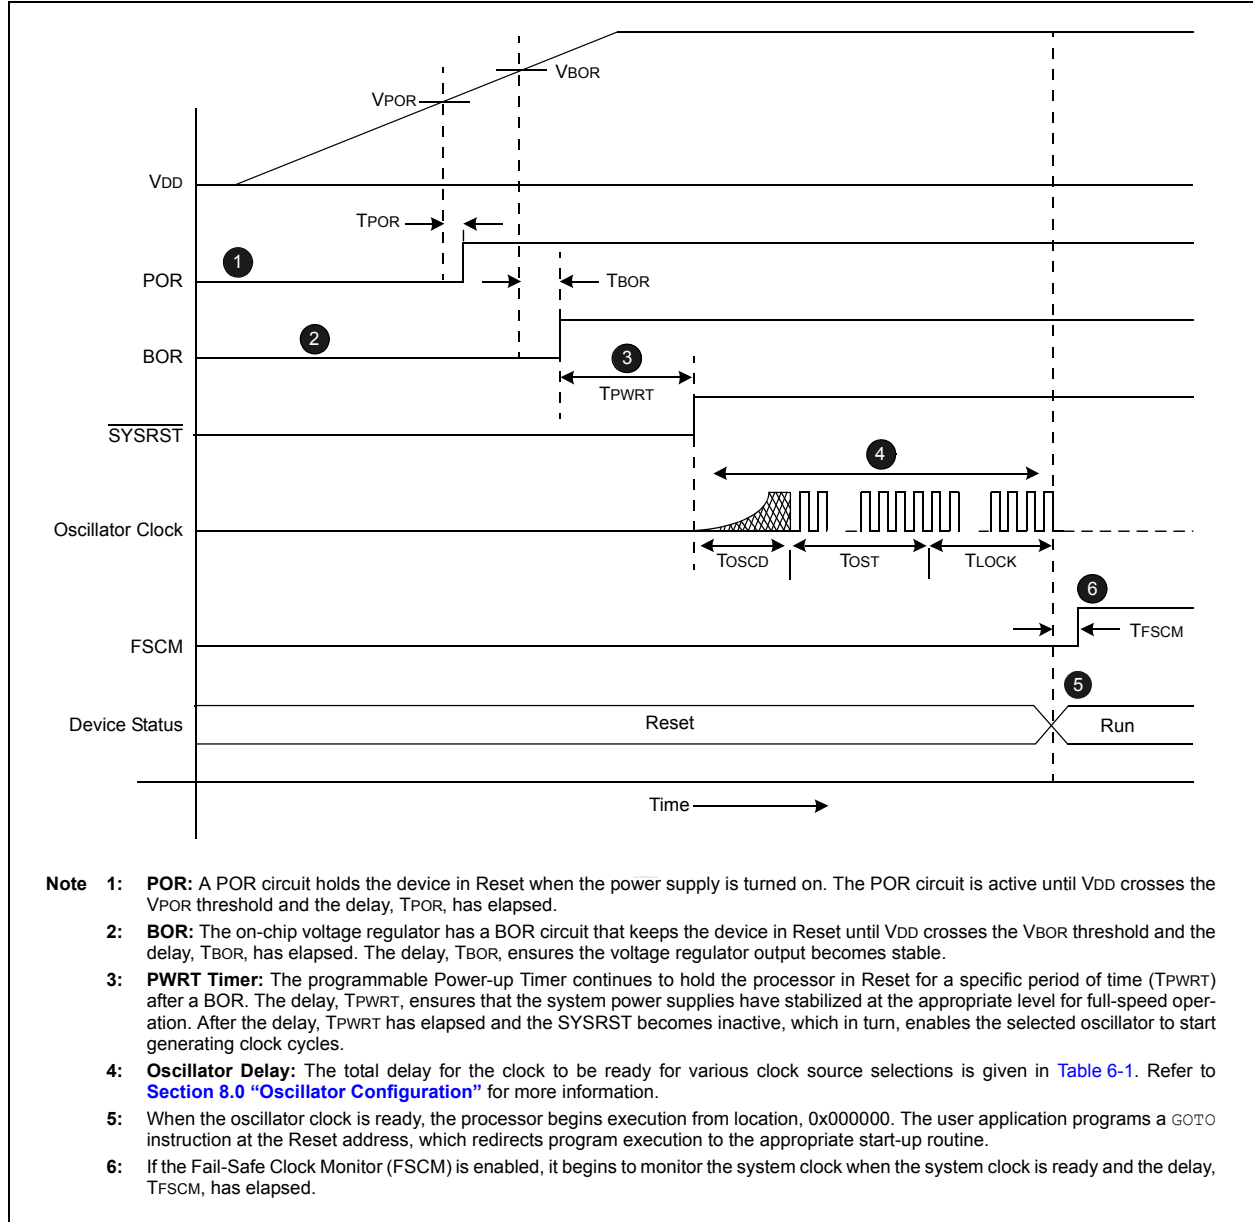 VBOR
VPOR
VDD
TPOR
1
POR
TBOR
2
BOR
3
TPWRT
SYSRST
4
Oscillator Clock
TOSCD
TOST
TLOCK
6
TFSCM
FSCM
5
Device Status
Reset
Run
Time
Note 1: POR: A POR circuit holds the device in Reset when the power supply is turned on. The POR circuit is active until VDD crosses the
VPOR threshold and the delay, TPOR, has elapsed.
2: BOR: The on-chip voltage regulator has a BOR circuit that keeps the device in Reset until VDD crosses the VBOR threshold and the
delay, TBOR, has elapsed. The delay, TBOR, ensures the voltage regulator output becomes stable.
3: PWRT Timer: The programmable Power-up Timer continues to hold the processor in Reset for a specific period of time (TPWRT)
after a BOR. The delay, TPWRT, ensures that the system power supplies have stabilized at the appropriate level for full-speed oper-
ation. After the delay, TPWRT has elapsed and the SYSRST becomes inactive, which in turn, enables the selected oscillator to start
generating clock cycles.
4: Oscillator Delay: The total delay for the clock to be ready for various clock source selections is given in Table 6-1. Refer to
Section 8.0 “Oscillator Configuration” for more information.
5: When the oscillator clock is ready, the processor begins execution from location, 0x000000. The user application programs a GOTO
instruction at the Reset address, which redirects program execution to the appropriate start-up routine.
6: If the Fail-Safe Clock Monitor (FSCM) is enabled, it begins to monitor the system clock when the system clock is ready and the delay,
TFSCM, has elapsed.